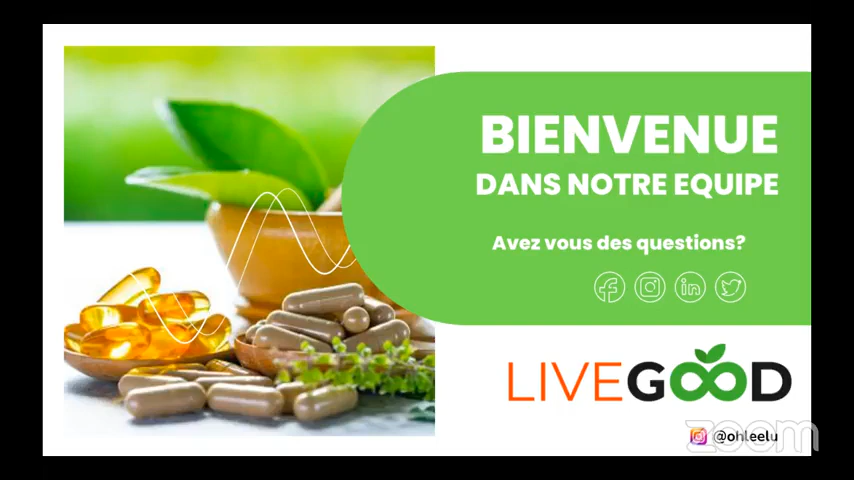 BIENVENUE
DANS NOTRE EQUIPE
Avez vous des questions?
LIVEGOOD
@ohleelu
zoom